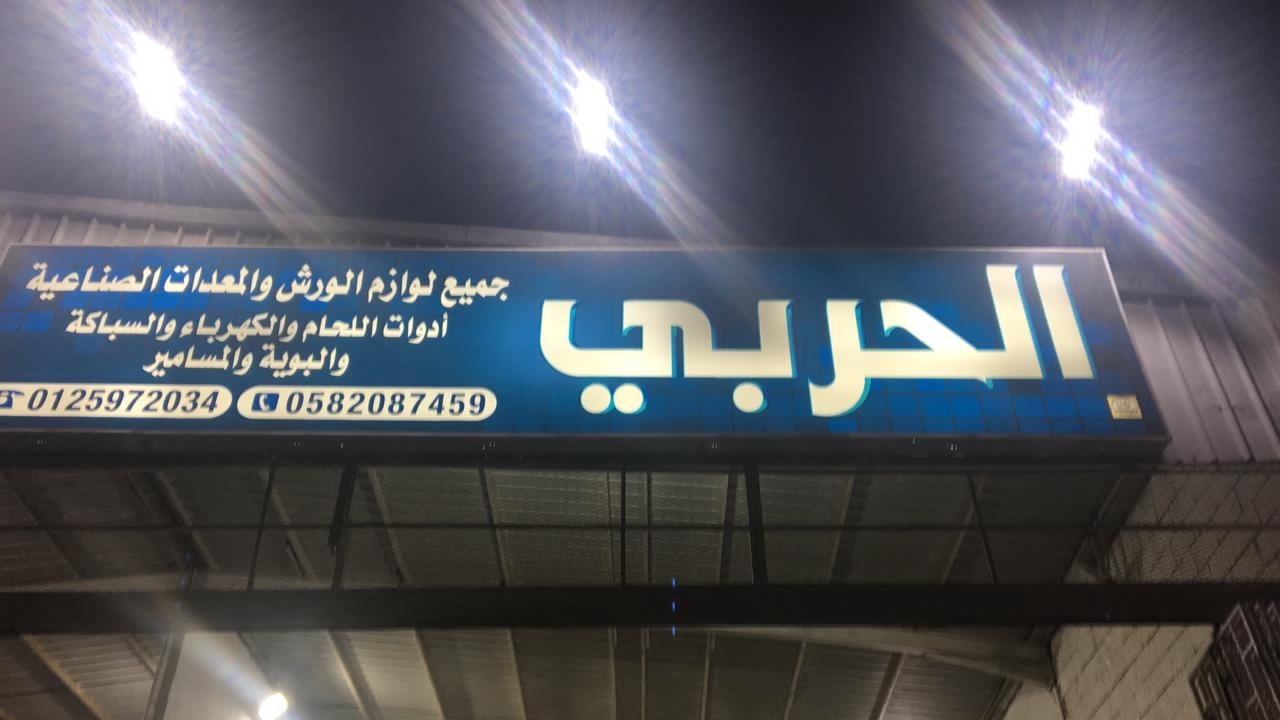 الحربي
جميع لوازم الورش والمعدات الصناعية
أدوات اللحام والكهرباء والسباكة
والبوية والمسامير
0582087459
0125972034